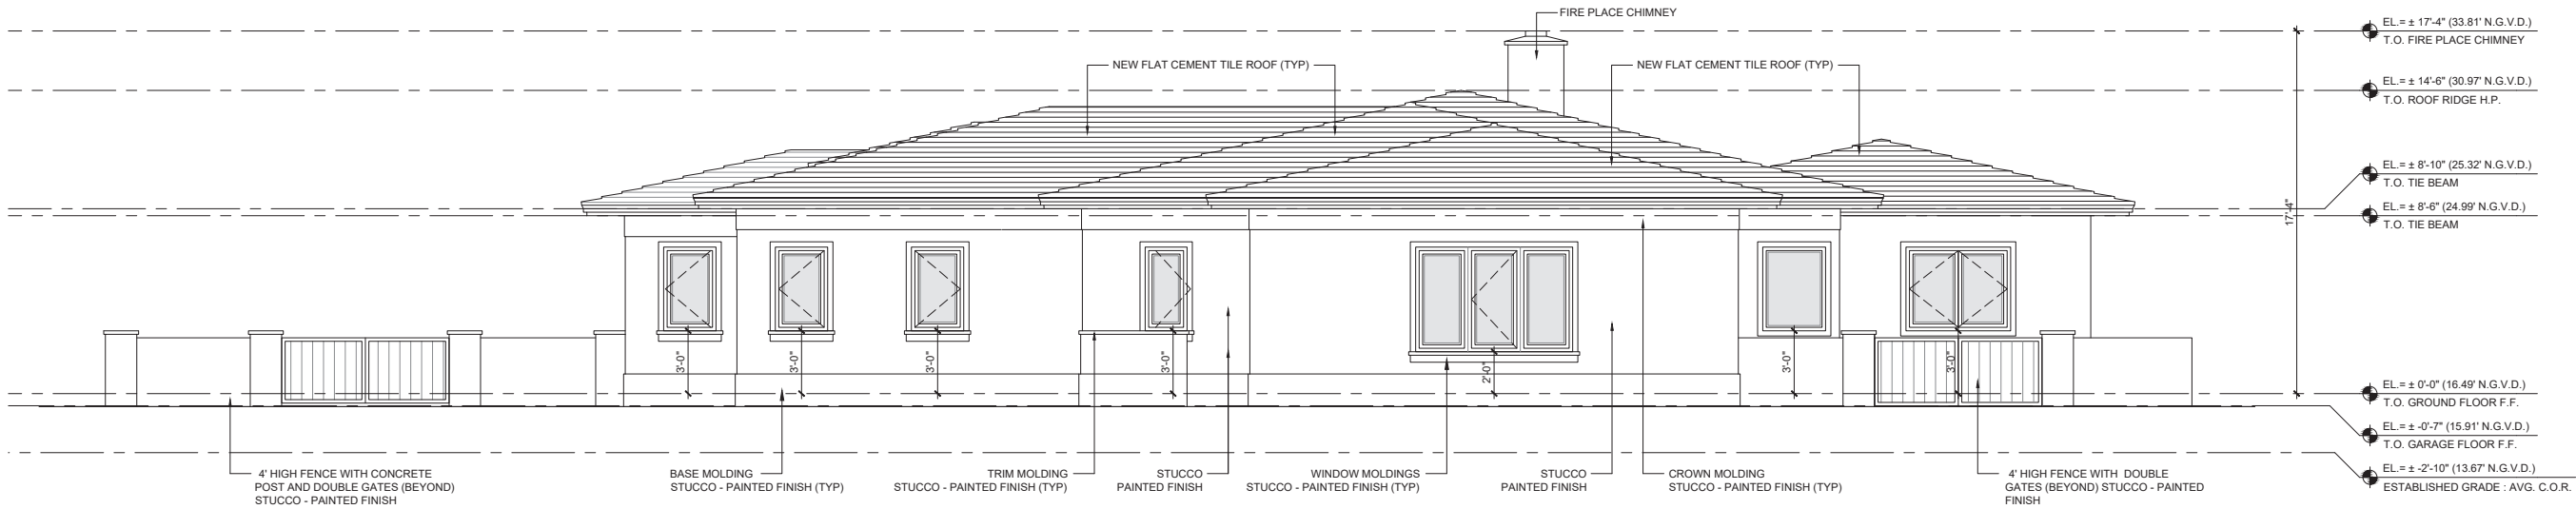 FIRE PLACE CHIMNEY
EL.= ± 17'-4" (33.81' N.G.V.D.)
T.O. FIRE PLACE CHIMNEY
NEW FLAT CEMENT TILE ROOF (TYP)
NEW FLAT CEMENT TILE ROOF (TYP)
EL.= ± 14'-6" (30.97' N.G.V.D.)
T.O. ROOF RIDGE H.P.
EL.= ± 8'-10" (25.32' N.G.V.D.)
T.O. TIE BEAM
EL.= ± 8'-6" (24.99' N.G.V.D.)
T.O. TIE BEAM
17'-4"
3'-0"
3'-0"
3'-0"
3'-0"
2'-0"
3'-0"
3'-0"
EL.= ± 0'-0" (16.49' N.G.V.D.)
T.O. GROUND FLOOR F.F.
EL.= ± -0'-7" (15.91' N.G.V.D.)
T.O. GARAGE FLOOR F.F.
EL.= ± -2'-10" (13.67' N.G.V.D.)
ESTABLISHED GRADE : AVG. C.O.R.
4' HIGH FENCE WITH CONCRETE
POST AND DOUBLE GATES (BEYOND)
STUCCO - PAINTED FINISH
BASE MOLDING
STUCCO - PAINTED FINISH (TYP)
TRIM MOLDING
STUCCO - PAINTED FINISH (TYP)
STUCCO
PAINTED FINISH
WINDOW MOLDINGS
STUCCO - PAINTED FINISH (TYP)
STUCCO
PAINTED FINISH
CROWN MOLDING
STUCCO - PAINTED FINISH (TYP)
4' HIGH FENCE WITH DOUBLE
GATES (BEYOND) STUCCO - PAINTED
FINISH